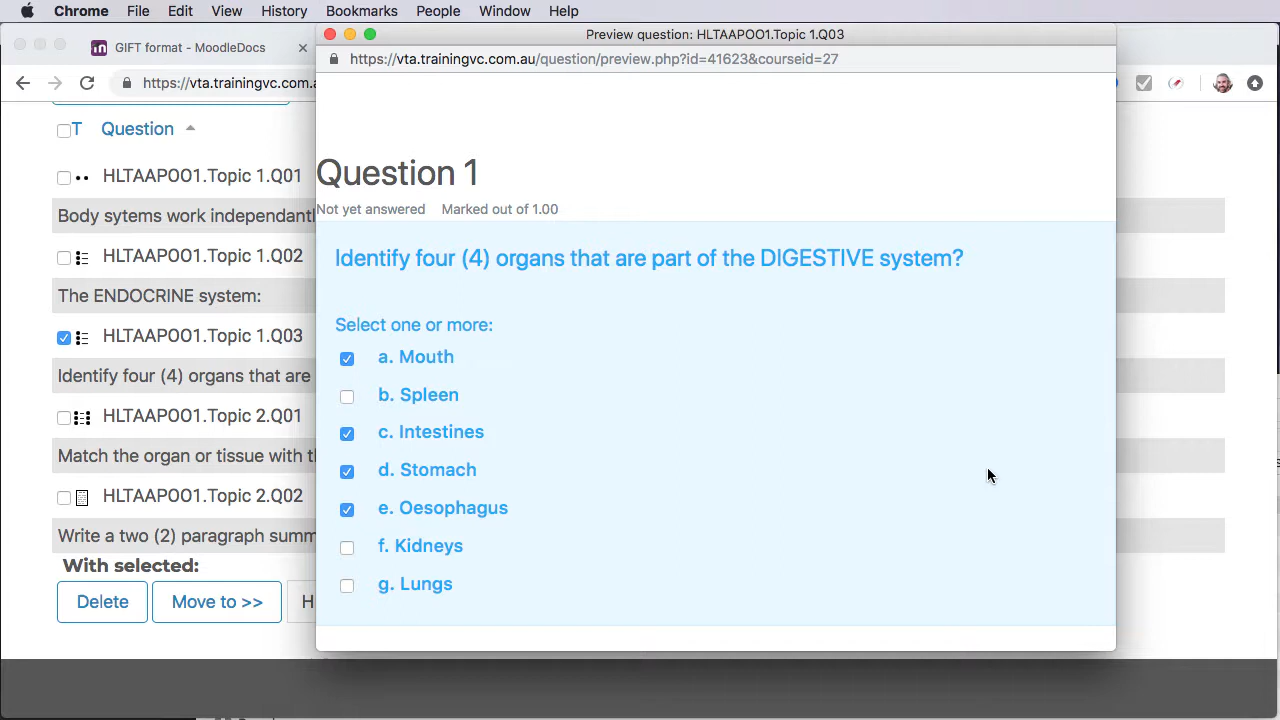 Chrome File Edit View History Bookmarks People Window Help
Preview question: HLTAAPOO1.Topic 1.Q03
GIFT format - MoodleDocs
https://vta.trainingvc.com.au/question/preview.php?id=41623&courseid=27
https://vta.trainingvc.com.a
T Question
Question 1
HLTAAPOO1.Topic 1.Q01
Not yet answered Marked out of 1.00
Body sytems work independantl
HLTAAPOO1.Topic 1.Q02
Identify four (4) organs that are part of the DIGESTIVE system?
The ENDOCRINE system:
Select one or more:
HLTAAPOO1.Topic 1.Q03
a. Mouth
Identify four (4) organs that are
b. Spleen
HLTAAPOO1.Topic 2.Q01
c. Intestines
Match the organ or tissue with th
d. Stomach
HLTAAPOO1.Topic 2.Q02
e. Oesophagus
Write a two (2) paragraph summ
f. Kidneys
With selected:
g. Lungs
Delete Move to >> H